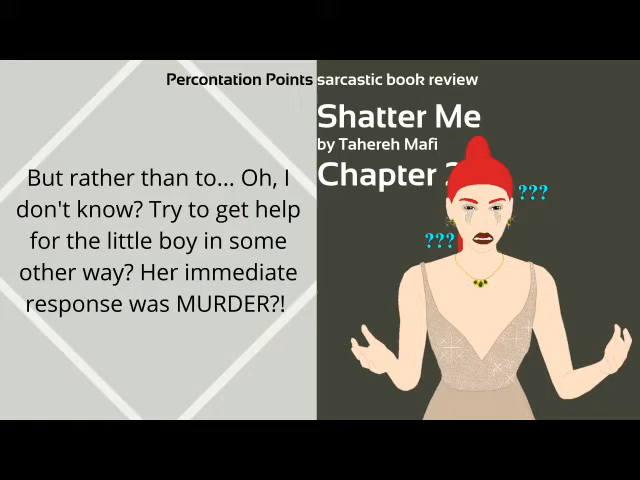 Percontation Points sarcastic book review
Shatter Me
by Tahereh Mafi
Chapter
But rather than to... Oh, I
don't know? Try to get help
for the little boy in some
other way? Her immediate
response was MURDER?!
???
???